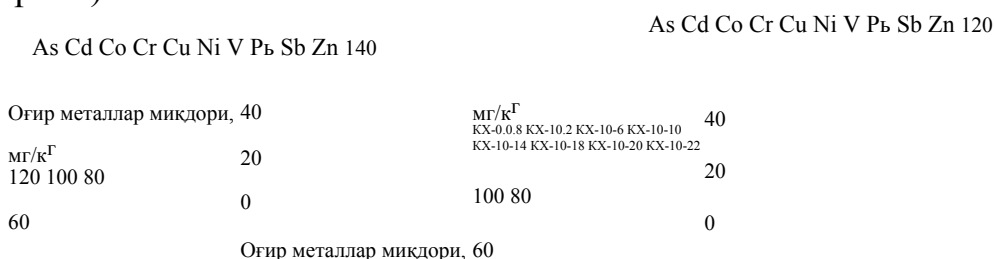 As Cd Co Cr Cu Ni V Рь Sb Zn 120
As Cd Co Cr Cu Ni V Рь Sb Zn 140
Оғир металлар миқдори, 40
мг/кг
120 100 80
20
0
60
Оғир металлар миқдори, 60
мг/кг
КХ-0.0.8 КХ-10.2 КХ-10-6 КХ-10-10
КХ-10-14 КХ-10-18 КХ-10-20 КХ-10-22
100 80
40
20
0